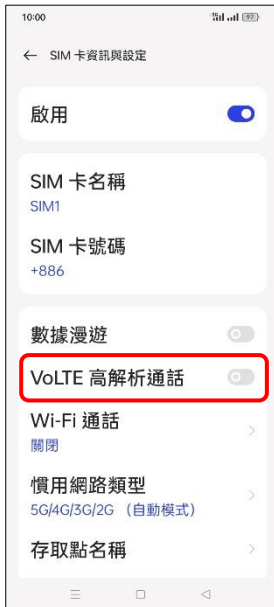 10:00
97
SIM 卡資訊與設定
啟用
SIM 卡名稱
SIM1
SIM 卡號碼
+886
數據漫遊
VoLTE 高解析通話
Wi-Fi 通話
關閉
慣用網路類型
5G/4G/3G/2G （自動模式）
存取點名稱